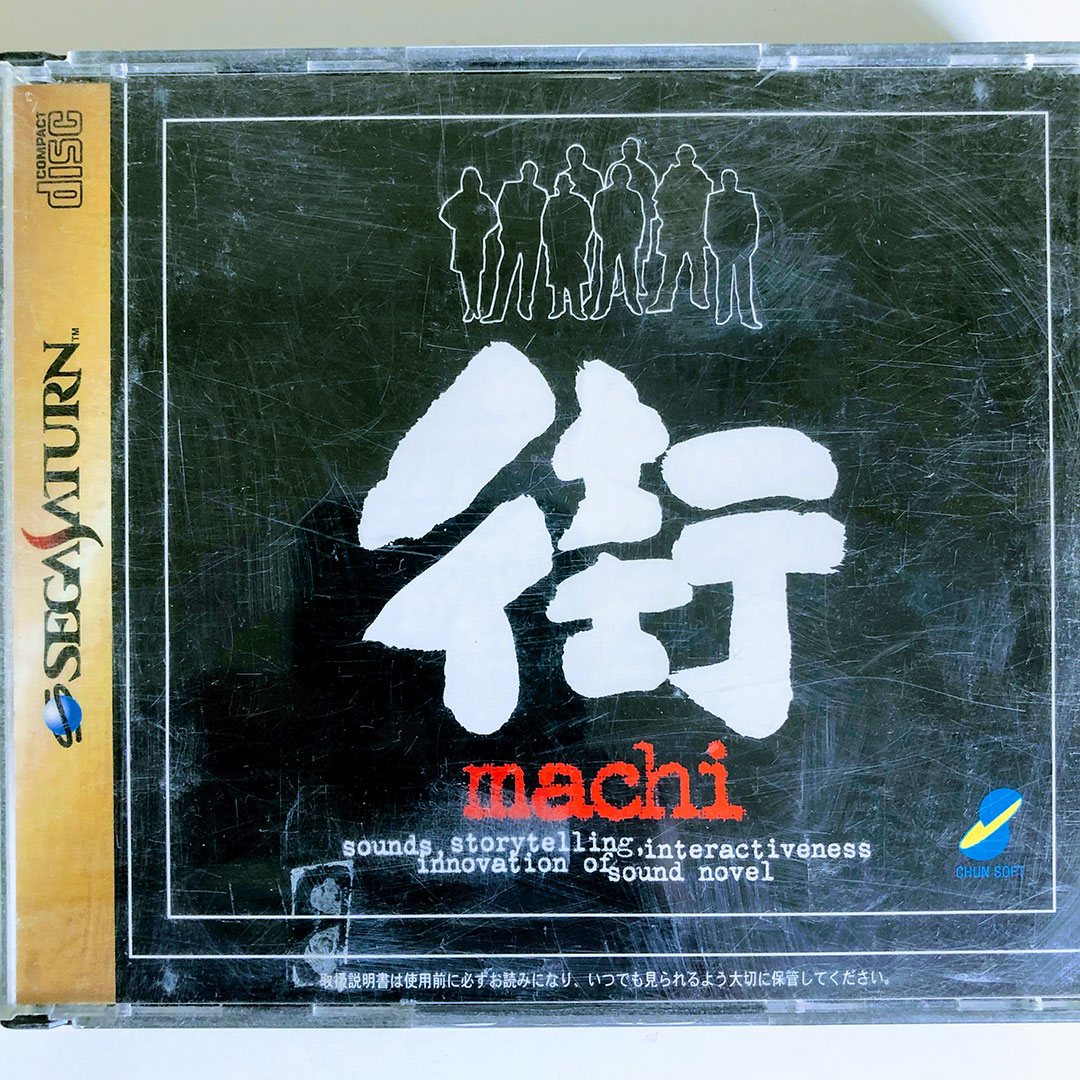 COMPACT
disc
SEGA SATURN™
街
machi
sounds, storytelling, interactiveness
innovation of sound novel
CHUN SOFT
取扱説明書は使用前に必ずお読みになり、いつでも見られるよう大切に保管してください。